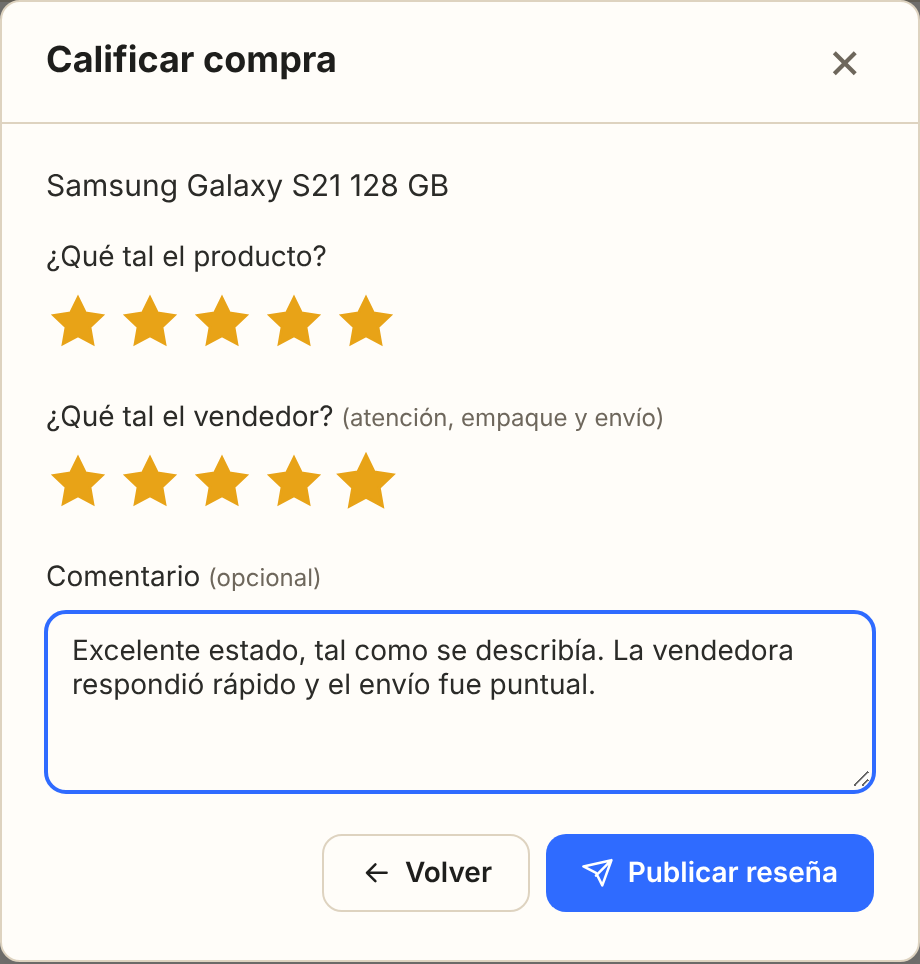 Calificar compra
Samsung Galaxy S21 128 GB
¿Qué tal el producto?
¿Qué tal el vendedor? (atención, empaque y envío)
Comentario (opcional)
Excelente estado, tal como se describía. La vendedora
respondió rápido y el envío fue puntual.
Volver
Publicar reseña